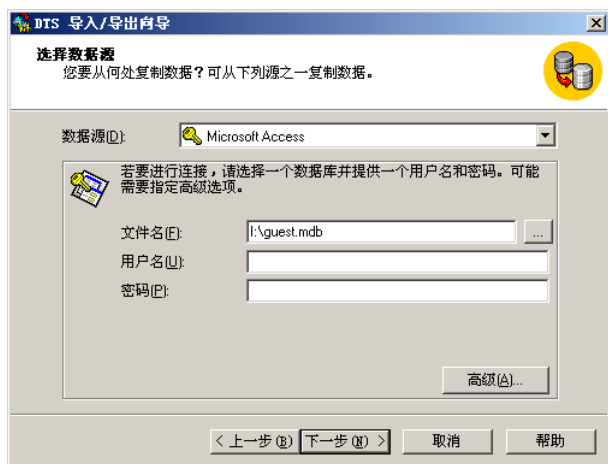 DTS 导入/导出向导
选择数据源
您要从何处复制数据？可从下列源之一复制数据。
数据源(D): Microsoft Access
若要进行连接，请选择一个数据库并提供一个用户名和密码。可能
需要指定高级选项。
文件名(F): I:\guest.mdb ...
用户名(U):
密码(P):
高级(A)...
< 上一步(B) 下一步(N) > 取消 帮助